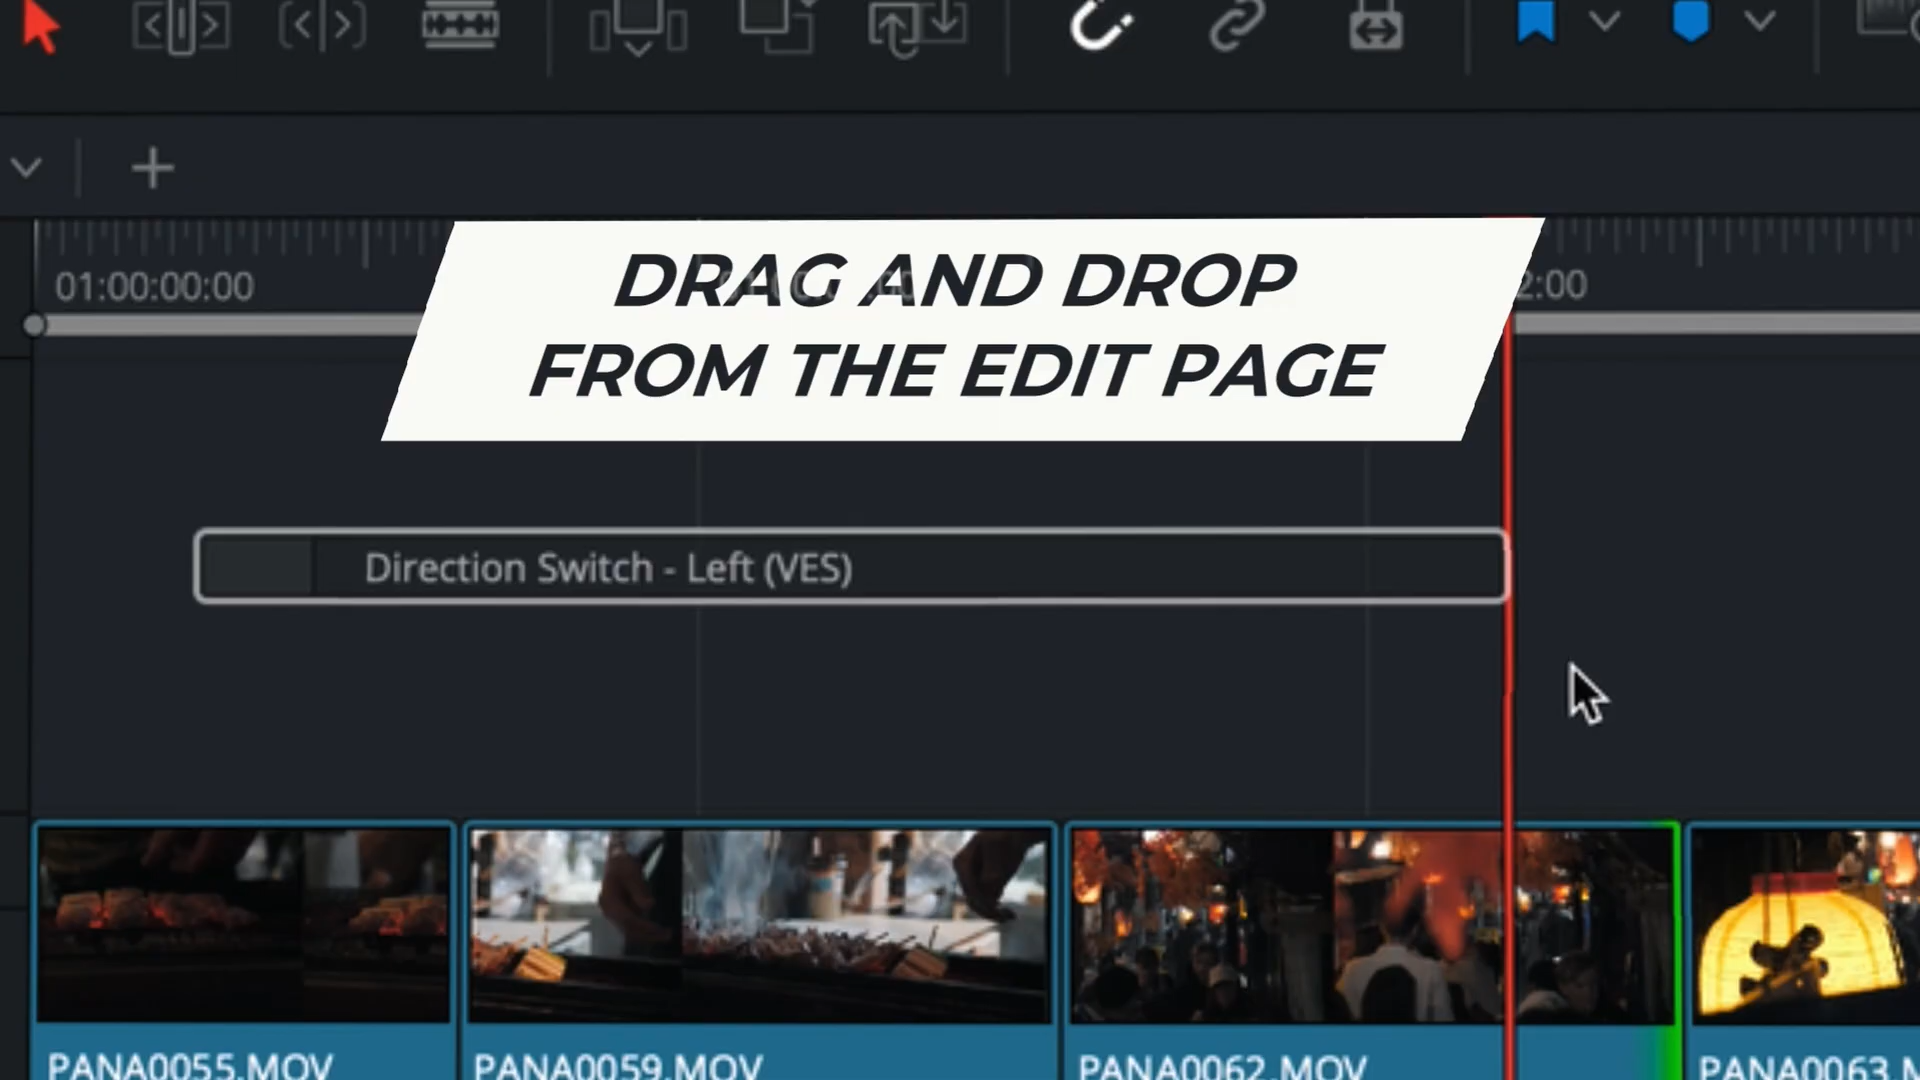 01:00:00:00
DRAG AND DROP
FROM THE EDIT PAGE
2:00
Direction Switch - Left (VES)
PANA0055.MOV
PANA0059.MOV
PANA0062.MOV
PANA0063.M